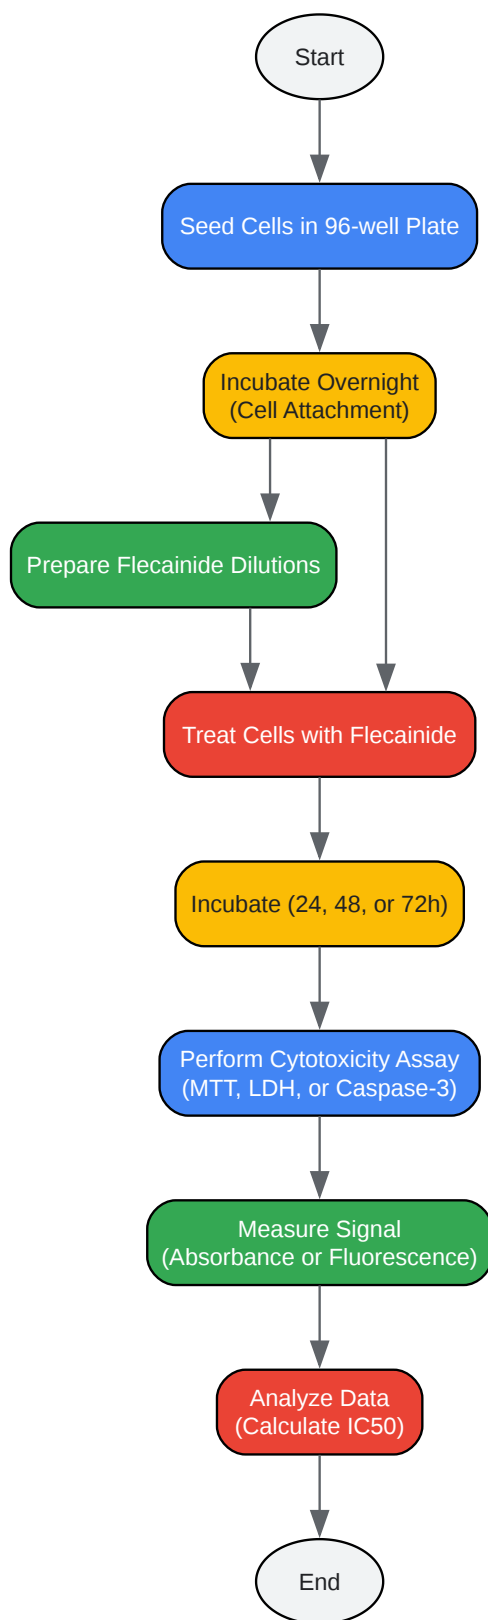 Start
Seed Cells in 96-well Plate
Incubate Overnight
(Cell Attachment)
Prepare Flecainide Dilutions
Treat Cells with Flecainide
Incubate (24, 48, or 72h)
Perform Cytotoxicity Assay
(MTT, LDH, or Caspase-3)
Measure Signal
(Absorbance or Fluorescence)
Analyze Data
(Calculate IC50)
End